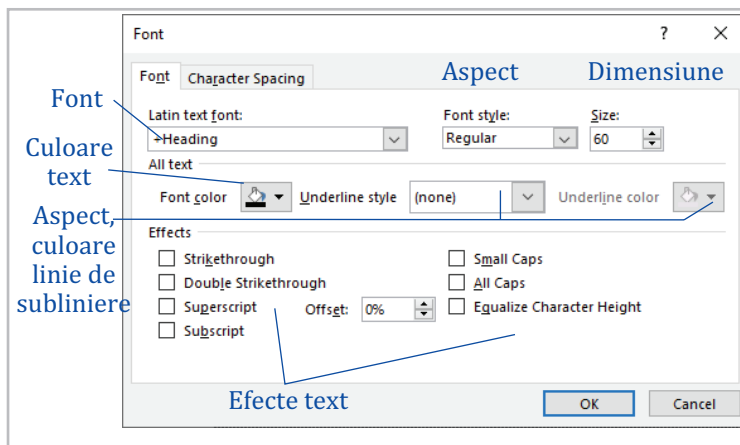 Font ?
Font Character Spacing
Aspect Dimensiune
Font
Latin text font: Font style: Size:
+Heading Regular 60
Culoare
text
All text
Font color Underline style (none) Underline color
Aspect,
culoare
linie de
subliniere
Effects
Strikethrough Small Caps
Double Strikethrough All Caps
Superscript Offset: 0% Equalize Character Height
Subscript
Efecte text
OK Cancel